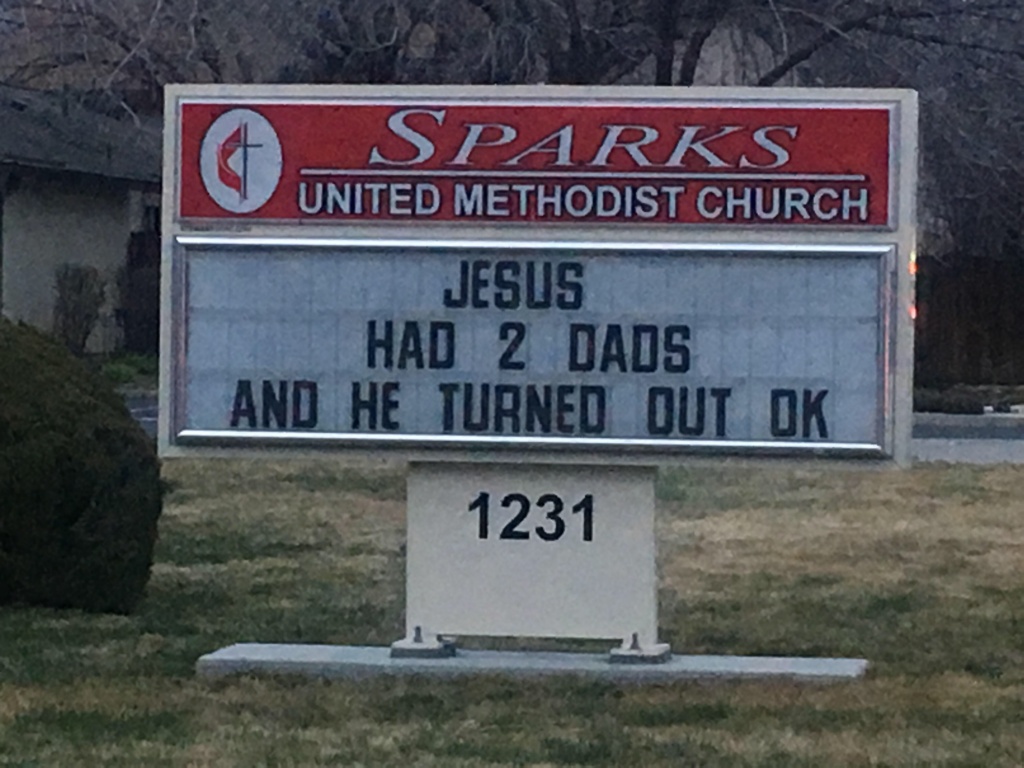 SPARKS
UNITED METHODIST CHURCH
JESUS
HAD 2 DADS
AND HE TURNED OUT OK
1231